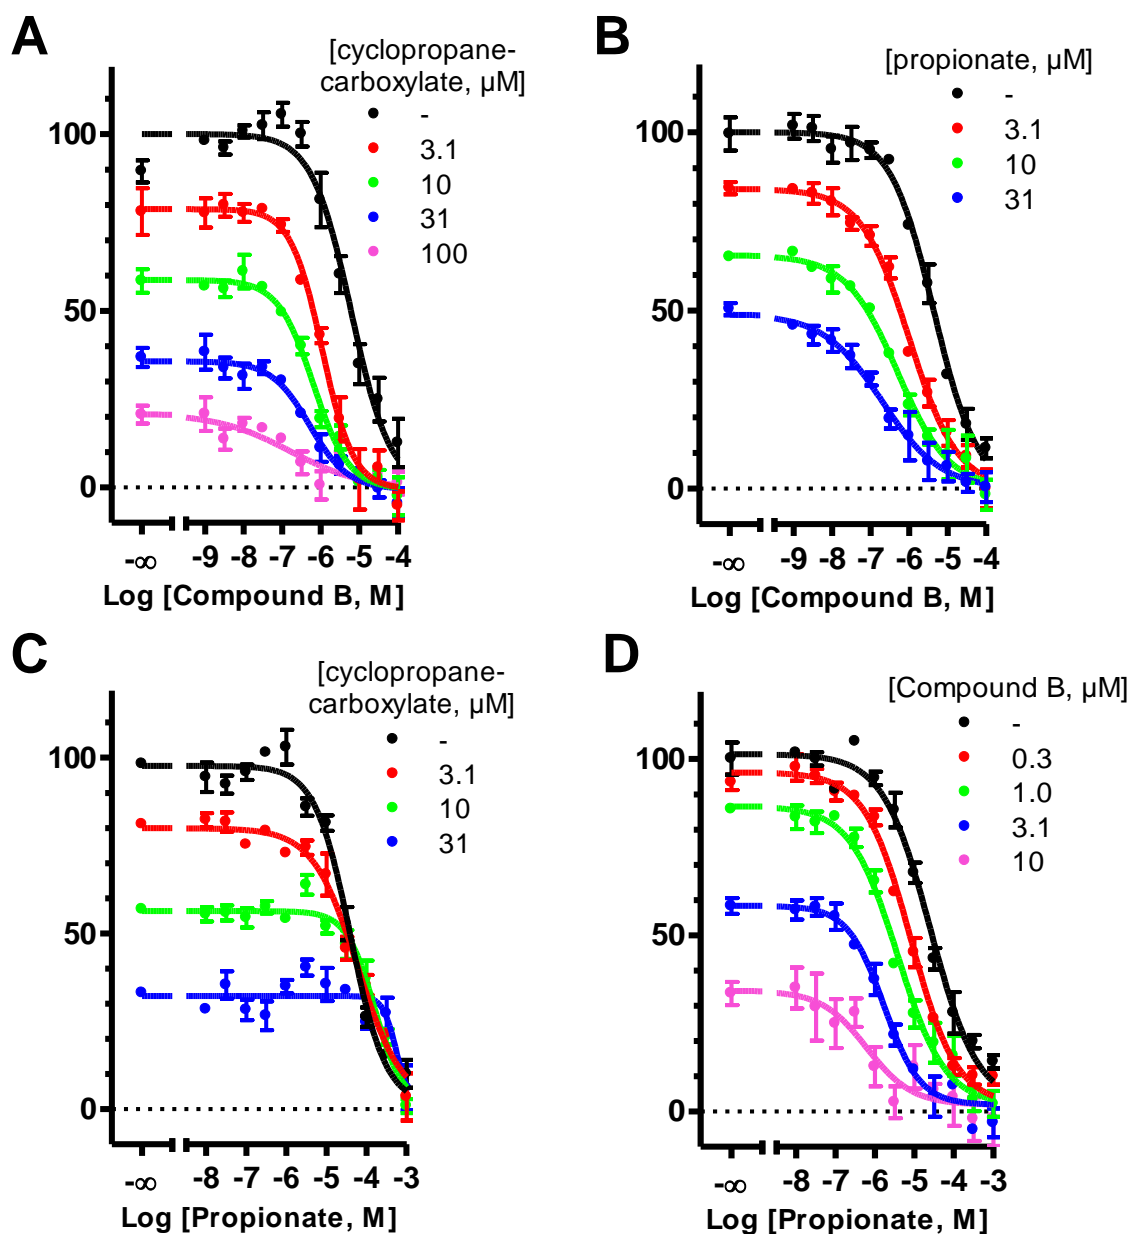 A
[cyclopropane-
carboxylate, µM]
-
3.1
10
31
100
100
50
0
-∞ -9 -8 -7 -6 -5 -4
Log [Compound B, M]
B
[propionate, µM]
-
3.1
10
31
100
50
0
-∞ -9 -8 -7 -6 -5 -4
Log [Compound B, M]
C
[cyclopropane-
carboxylate, µM]
-
3.1
10
31
100
50
0
-∞ -8 -7 -6 -5 -4 -3
Log [Propionate, M]
D
[Compound B, µM]
-
0.3
1.0
3.1
10
100
50
0
-∞ -8 -7 -6 -5 -4 -3
Log [Propionate, M]